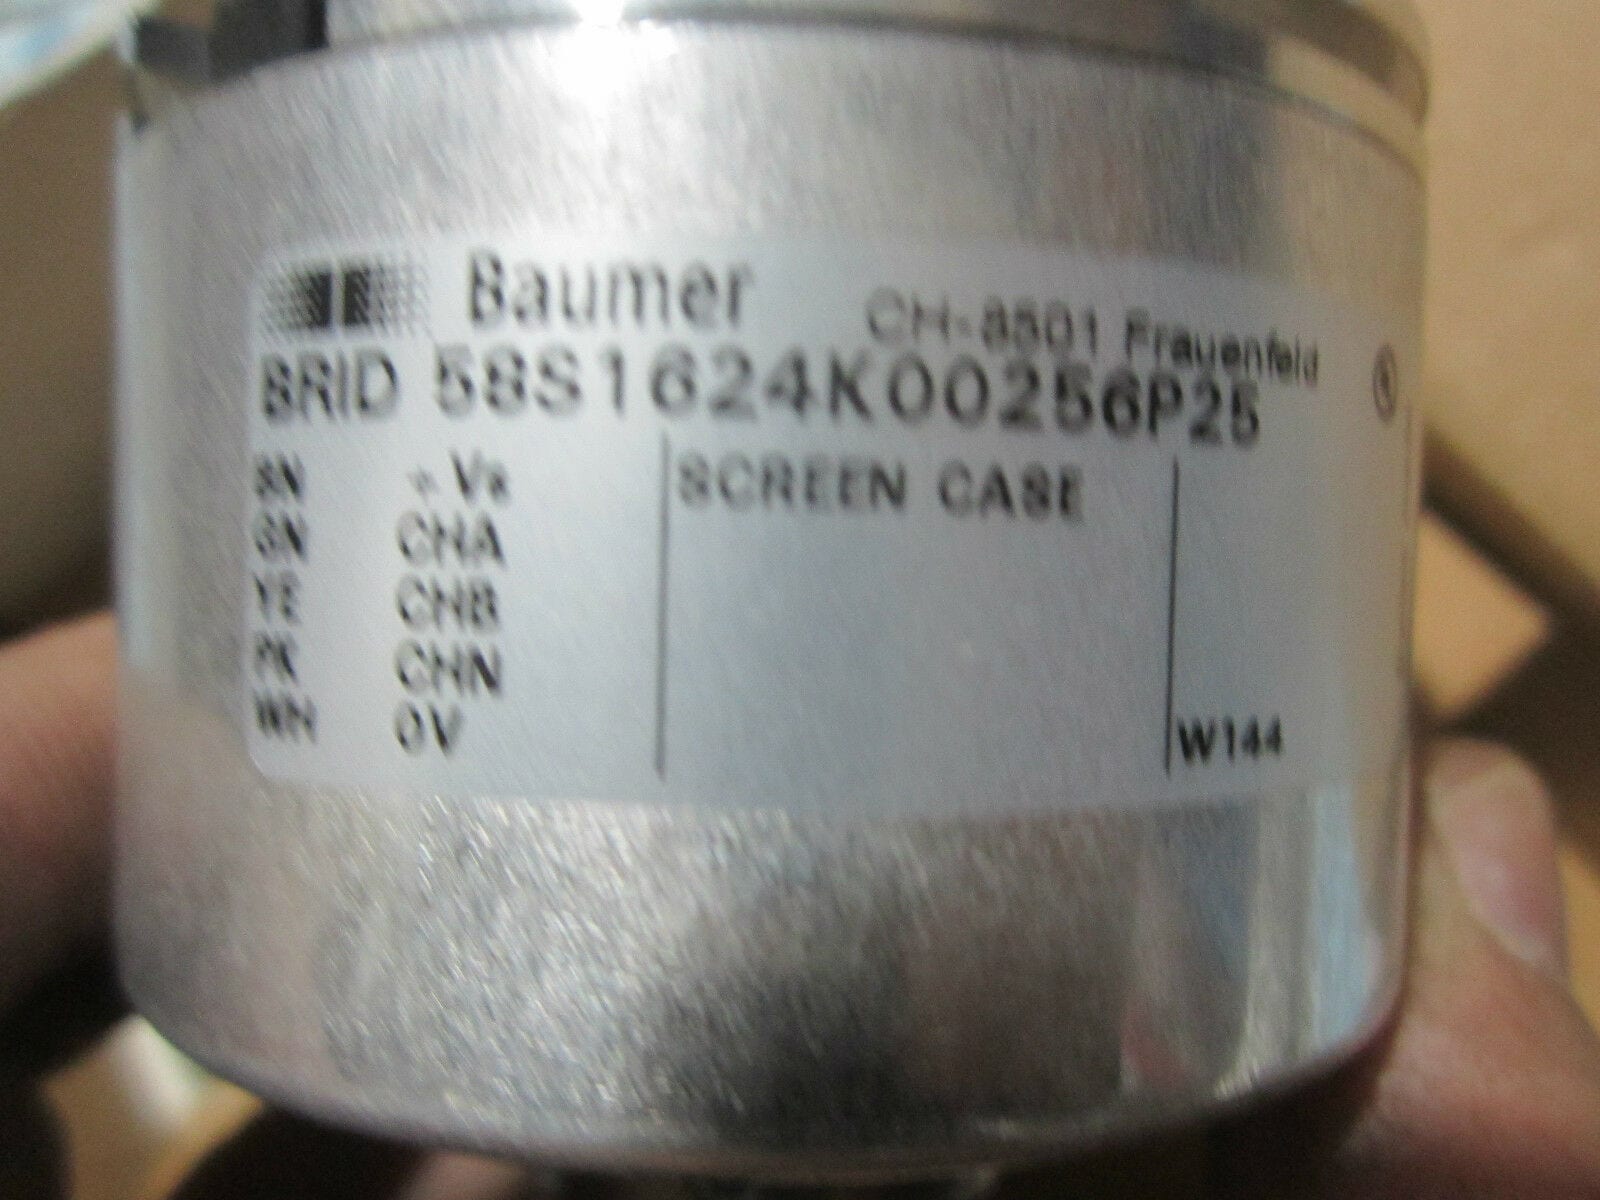 Baumer
CH-8501 Frauenfeld
BRID 58S1624K00256P25
BN +Vs SCREEN CASE
GN CHA
YE CHB
PK CHN
WH 0V
W144